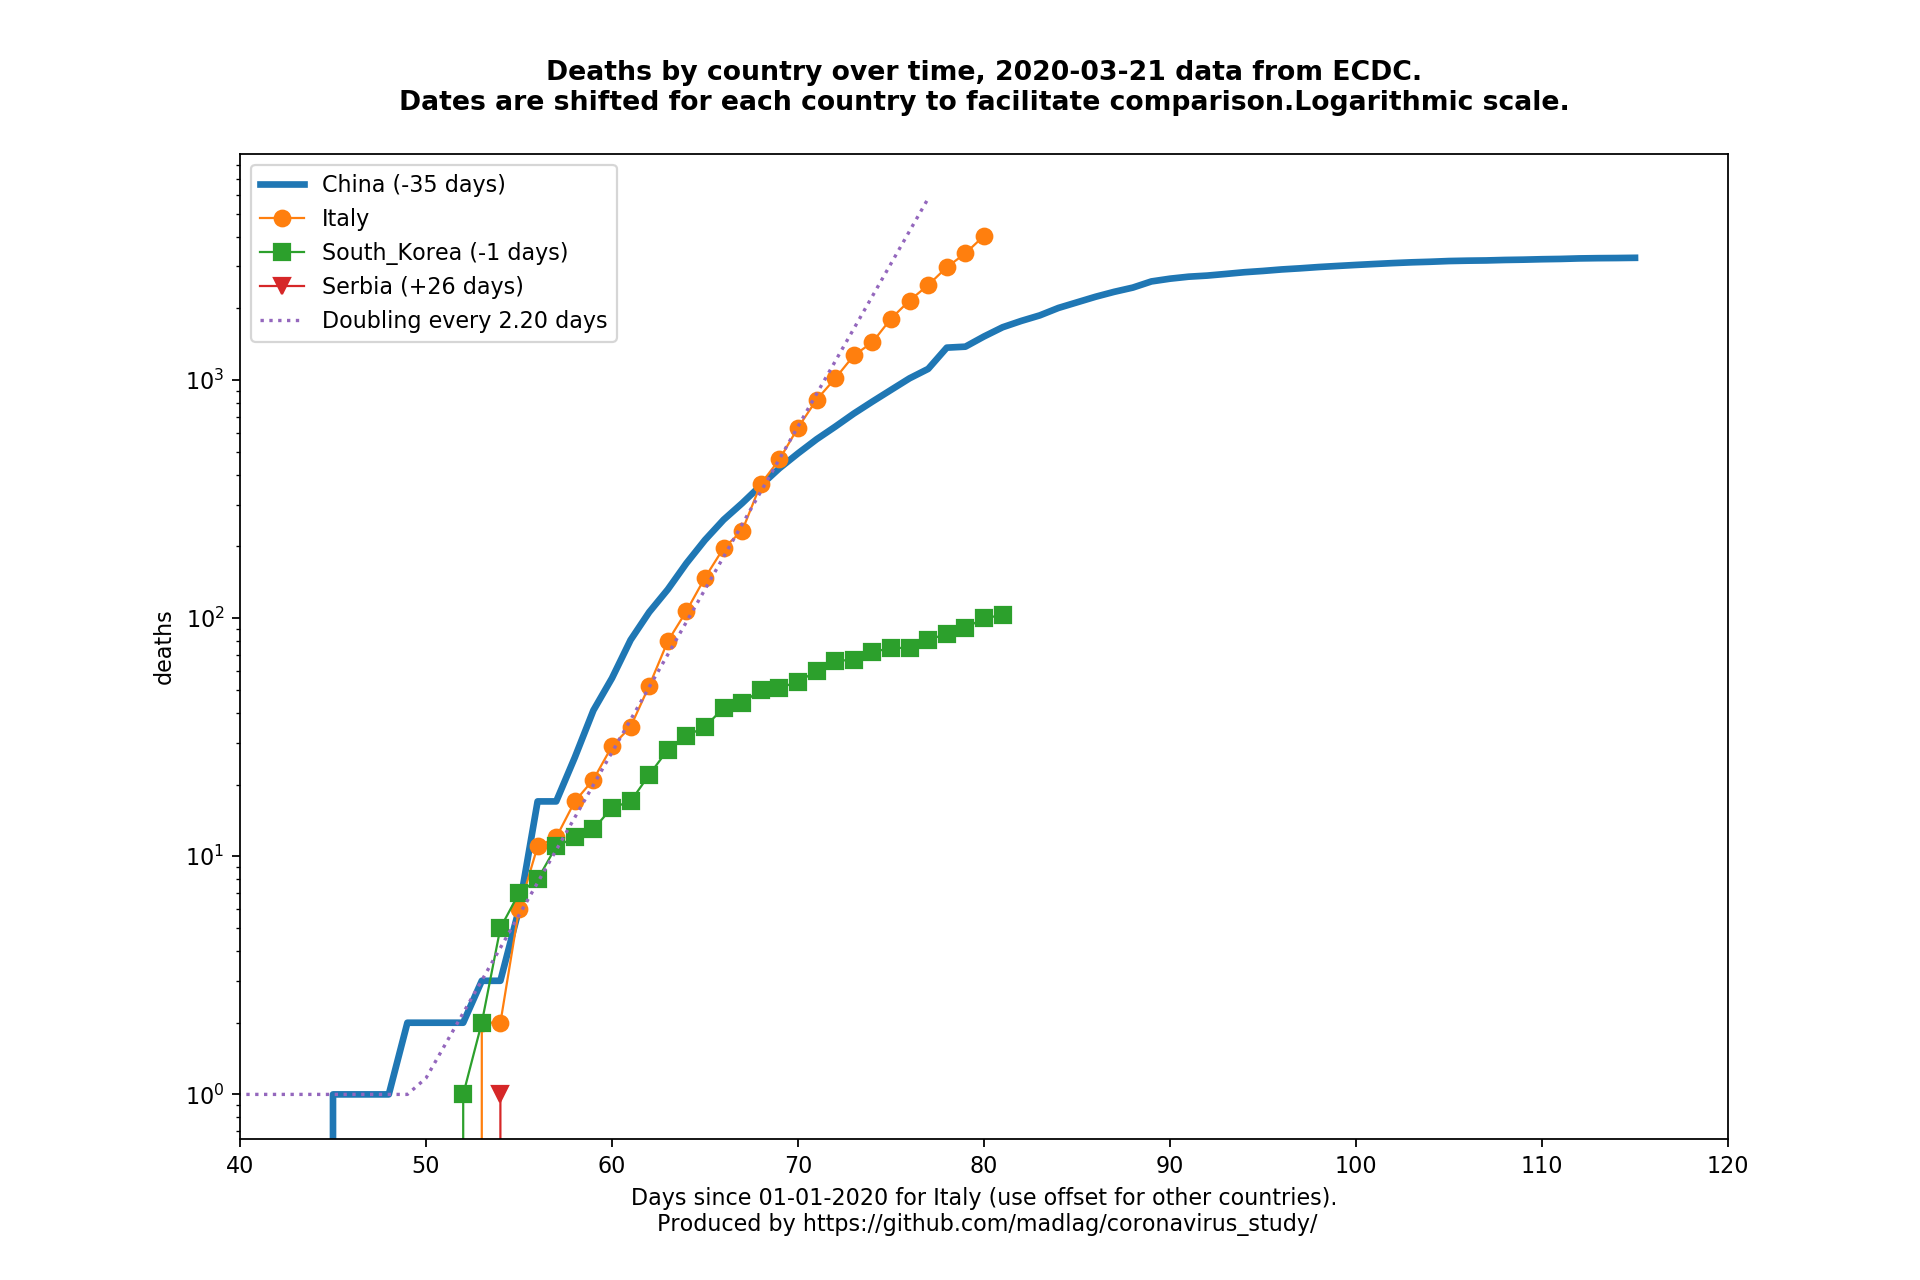 Deaths by country over time, 2020-03-21 data from ECDC.
Dates are shifted for each country to facilitate comparison.Logarithmic scale.
China (-35 days)
Italy
South_Korea (-1 days)
Serbia (+26 days)
Doubling every 2.20 days
deaths
10³
10²
10¹
10⁰
40 50 60 70 80 90 100 110 120
Days since 01-01-2020 for Italy (use offset for other countries).
Produced by https://github.com/madlag/coronavirus_study/